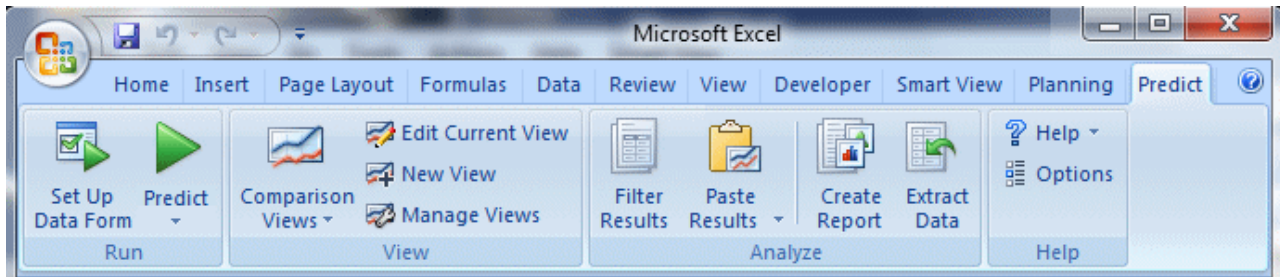 Microsoft Excel
Home Insert Page Layout Formulas Data Review View Developer Smart View Planning Predict
Set Up
Data Form
Predict
Run
Comparison
Views
Edit Current View
New View
Manage Views
View
Filter
Results
Paste
Results
Create
Report
Extract
Data
Analyze
Help
Options
Help